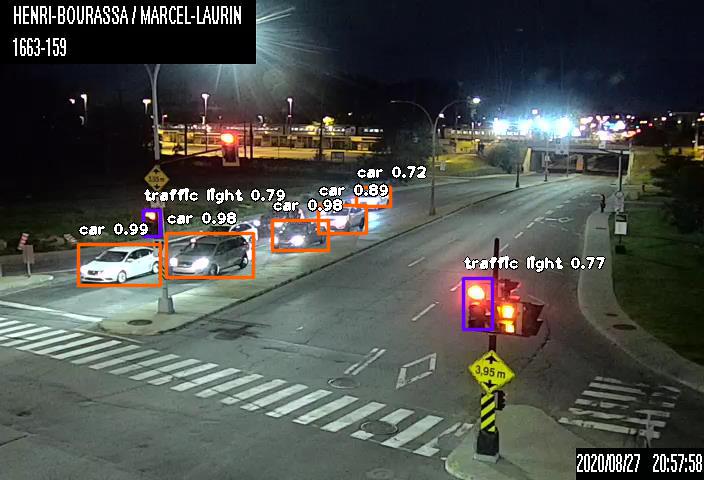 HENRI-BOURASSA / MARCEL-LAURIN
1663-159
car 0.72
car 0.89
traffic light 0.79
car 0.98
car 0.98
car 0.99
traffic light 0.77
3,95 m
2020/08/27 20:57:58